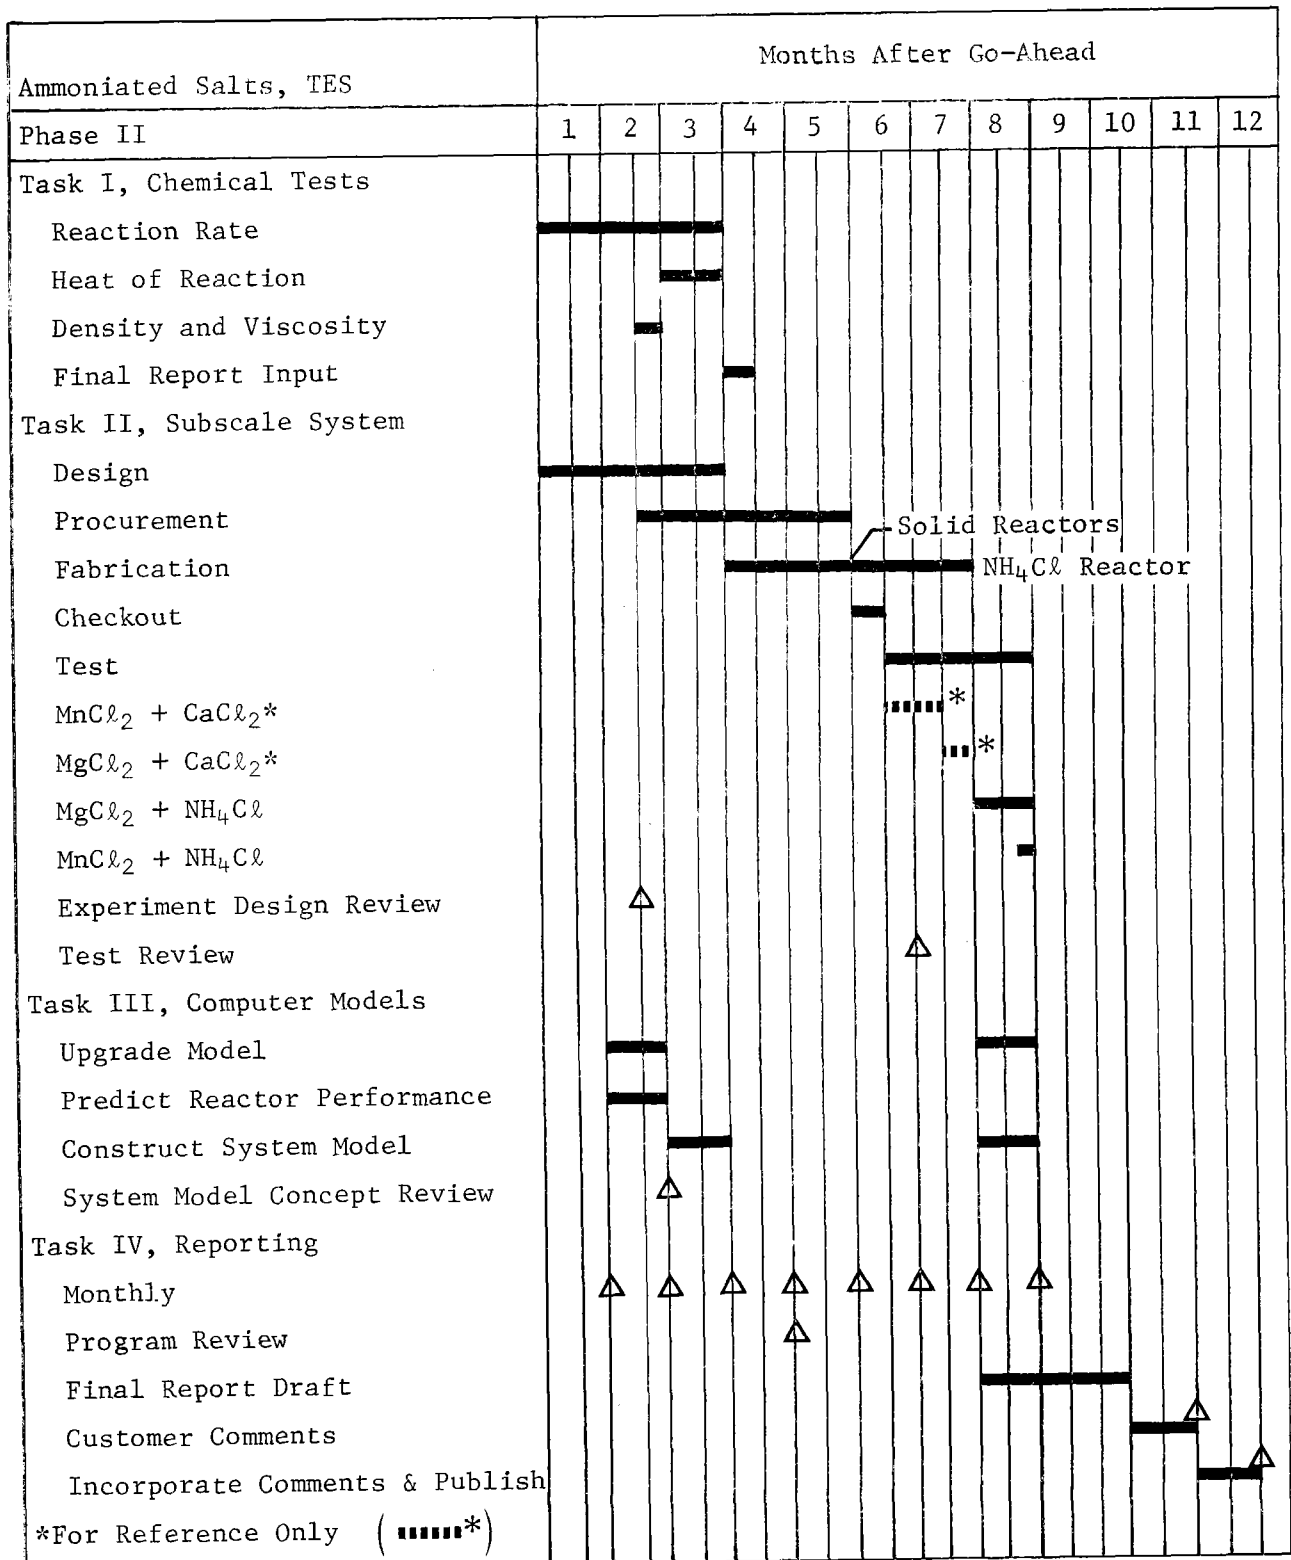 Months After Go-Ahead
Ammoniated Salts, TES
Phase II 1 2 3 4 5 6 7 8 9 10 11 12
Task I, Chemical Tests
Reaction Rate
Heat of Reaction
Density and Viscosity
Final Report Input
Task II, Subscale System
Design
Procurement
Solid Reactors
Fabrication NH₄Cℓ Reactor
Checkout
Test
MnCℓ₂ + CaCℓ₂* *
MgCℓ₂ + CaCℓ₂* *
MgCℓ₂ + NH₄Cℓ
MnCℓ₂ + NH₄Cℓ
Experiment Design Review
Test Review
Task III, Computer Models
Upgrade Model
Predict Reactor Performance
Construct System Model
System Model Concept Review
Task IV, Reporting
Monthly
Program Review
Final Report Draft
Customer Comments
Incorporate Comments & Publish
*For Reference Only ( *)